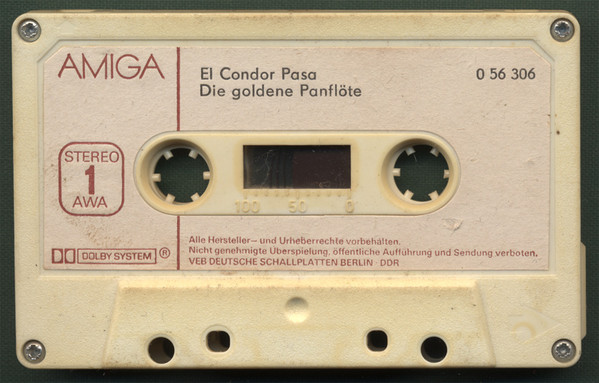 AMIGA
El Condor Pasa
Die goldene Panflöte
0 56 306
STEREO
1
AWA
100 50 0
Alle Hersteller- und Urheberrechte vorbehalten.
Nicht genehmigte Überspielung, öffentliche Aufführung und Sendung verboten.
VEB DEUTSCHE SCHALLPLATTEN BERLIN · DDR
DOLBY SYSTEM ®